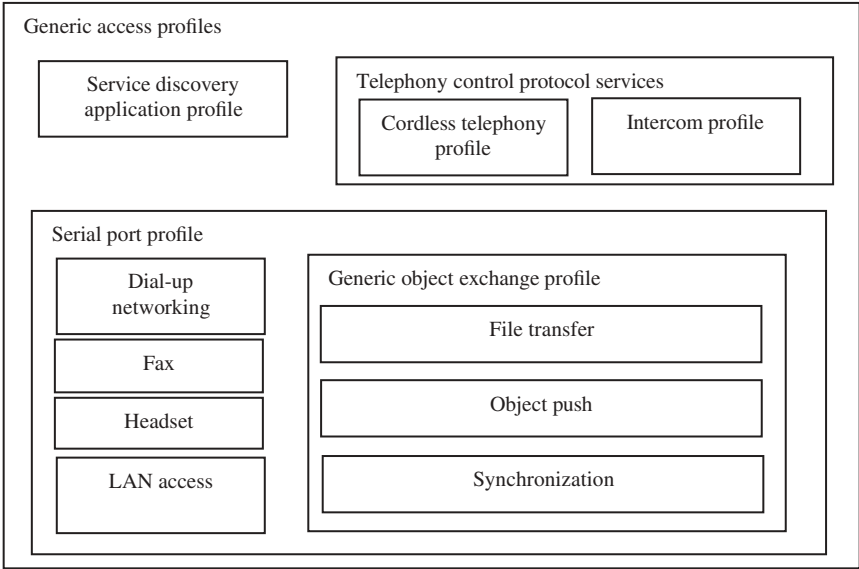 Generic access profiles
Service discovery
application profile
Telephony control protocol services
Cordless telephony
profile
Intercom profile
Serial port profile
Dial-up
networking
Fax
Headset
LAN access
Generic object exchange profile
File transfer
Object push
Synchronization